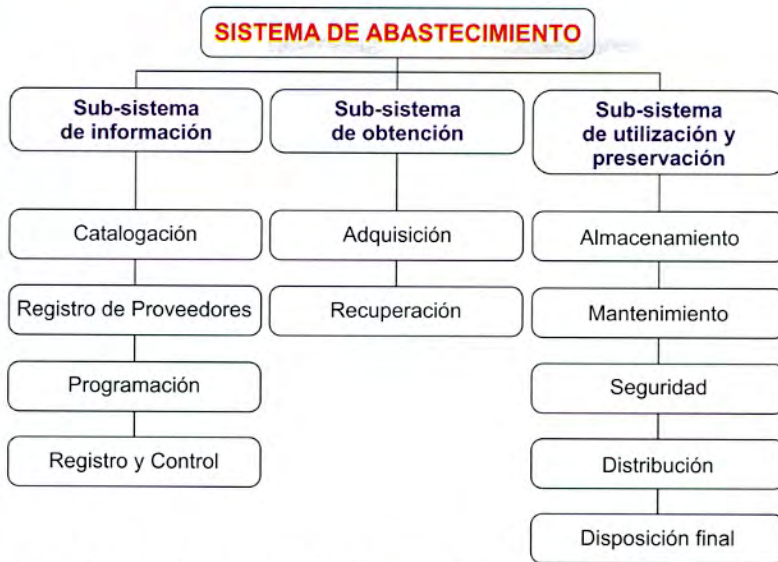 SISTEMA DE ABASTECIMIENTO
Sub-sistema
de información
Sub-sistema
de obtención
Sub-sistema
de utilización y
preservación
Catalogación
Adquisición
Almacenamiento
Registro de Proveedores
Recuperación
Mantenimiento
Programación
Seguridad
Registro y Control
Distribución
Disposición final